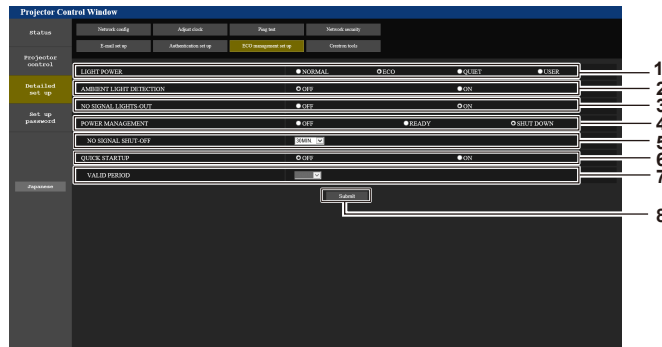 Projector Control Window
Status
Network config
Adjust clock
Ping test
Network security
E-mail set up
Authentication set up
ECO management set up
Crestron tools
Projector
control
Detailed
set up
Set up
password
Japanese
LIGHT POWER NORMAL ECO QUIET USER 1
AMBIENT LIGHT DETECTION OFF ON 2
NO SIGNAL LIGHTS-OUT OFF ON 3
POWER MANAGEMENT OFF READY SHUT DOWN 4
NO SIGNAL SHUT-OFF 30MIN 5
QUICK STARTUP OFF ON 6
VALID PERIOD 7
Submit 8